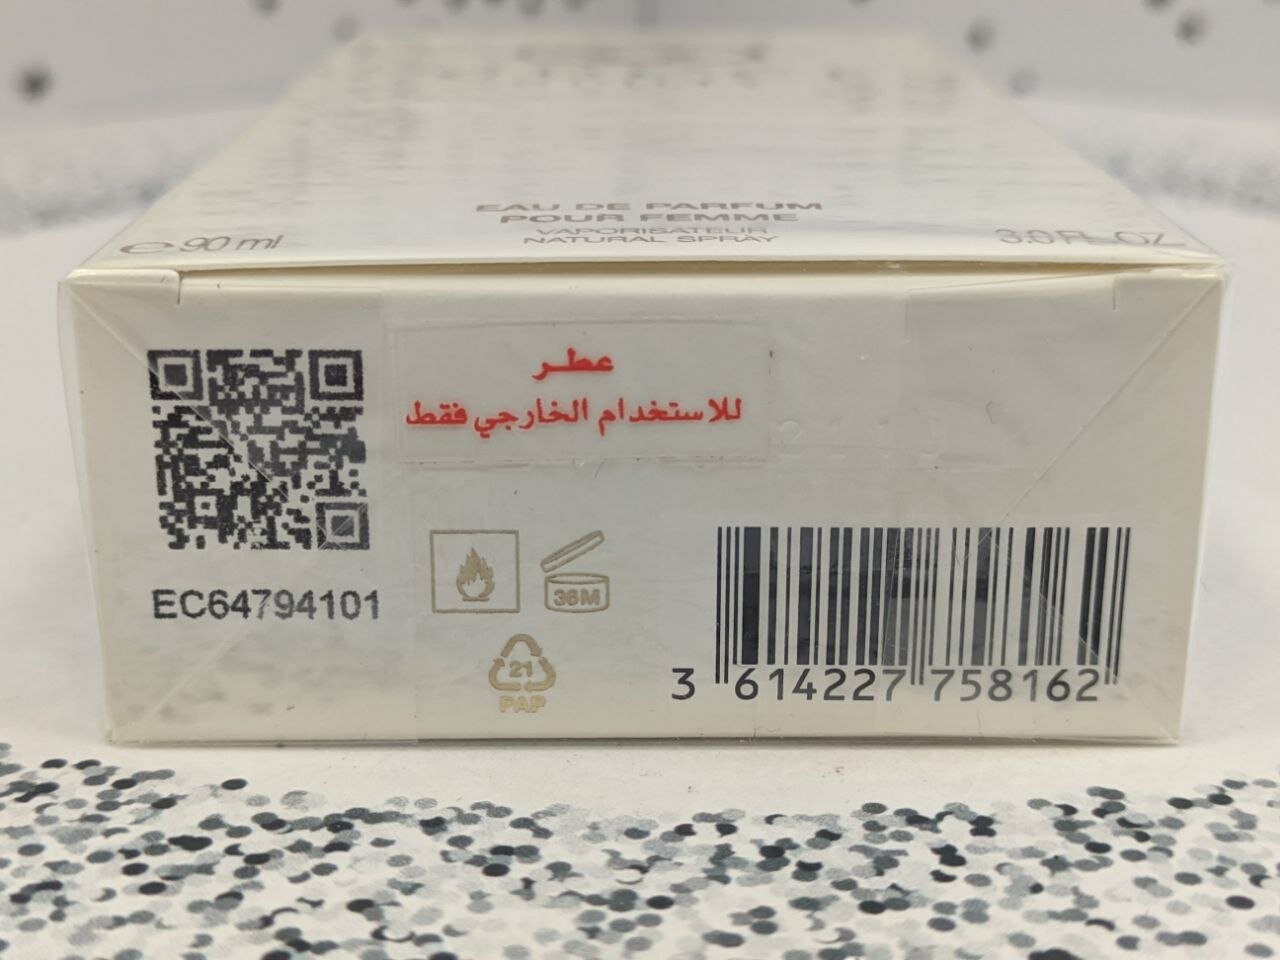 EAU DE PARFUM
POUR FEMME
VAPORISATEUR
NATURAL SPRAY
e 90 ml
3.0 FL. OZ
عطر
للاستخدام الخارجي فقط
EC64794101
36M
21
PAP
3 614227 758162